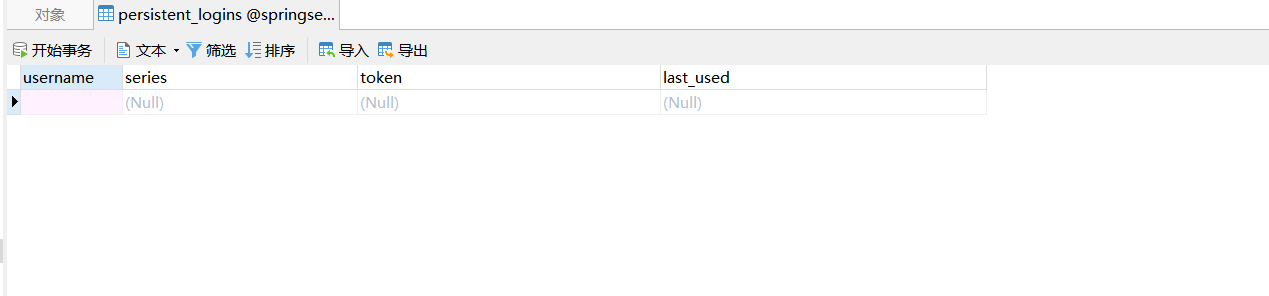 对象 persistent_logins @springse...
开始事务 文本 筛选 排序 导入 导出
username series token last_used
(Null) (Null) (Null)